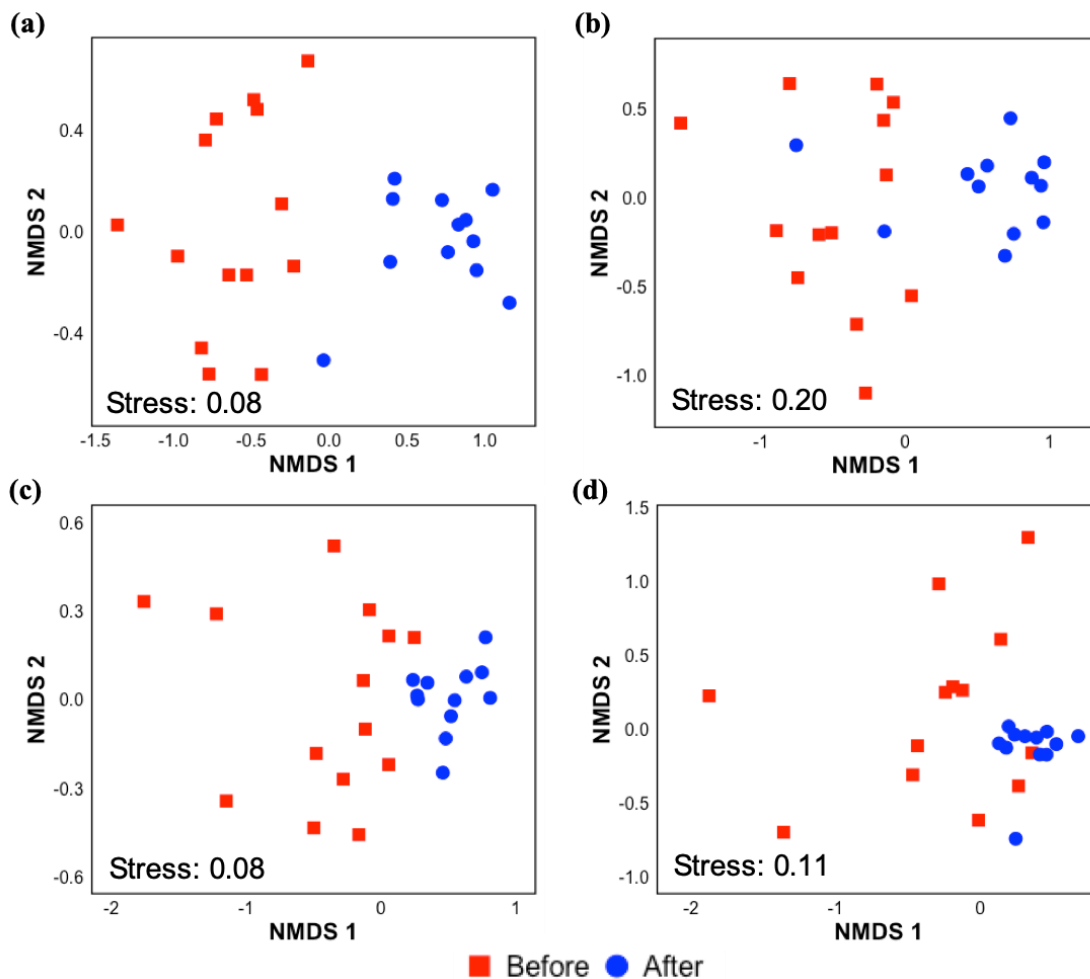 (a)
NMDS 2
0.4
0.0
-0.4
Stress: 0.08
-1.5 -1.0 -0.5 0.0 0.5 1.0
NMDS 1
(b)
NMDS 2
0.5
0.0
-0.5
-1.0
Stress: 0.20
-1 0 1
NMDS 1
(c)
NMDS 2
0.6
0.3
0.0
-0.3
-0.6
Stress: 0.08
-2 -1 0 1
NMDS 1
(d)
NMDS 2
1.5
1.0
0.5
0.0
-0.5
-1.0
Stress: 0.11
-2 -1 0
NMDS 1
Before After